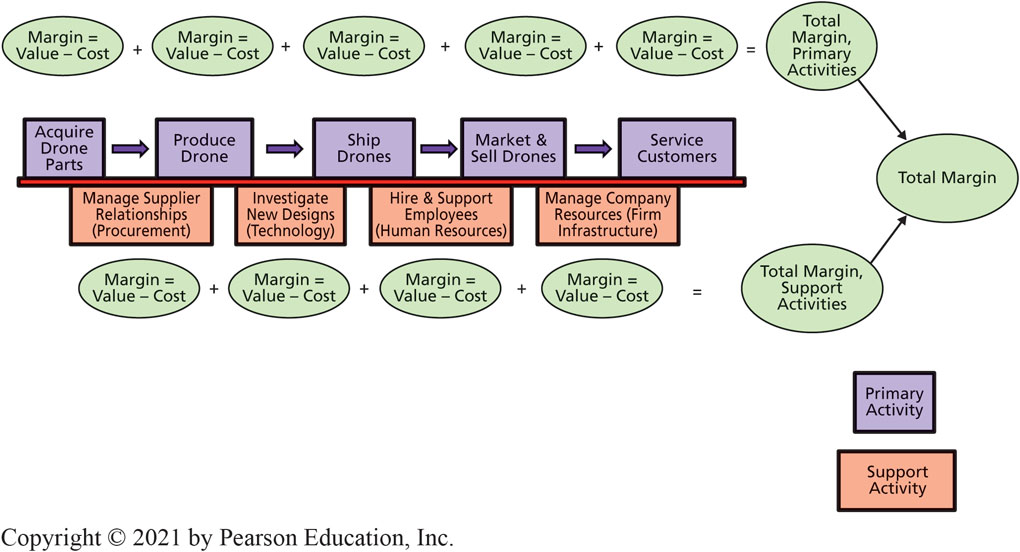 Margin =
Value – Cost
+
Margin =
Value – Cost
+
Margin =
Value – Cost
+
Margin =
Value – Cost
+
Margin =
Value – Cost
=
Total
Margin,
Primary
Activities
Acquire
Drone
Parts
Produce
Drone
Ship
Drones
Market &
Sell Drones
Service
Customers
Total Margin
Manage Supplier
Relationships
(Procurement)
Investigate
New Designs
(Technology)
Hire & Support
Employees
(Human Resources)
Manage Company
Resources (Firm
Infrastructure)
Margin =
Value – Cost
+
Margin =
Value – Cost
+
Margin =
Value – Cost
+
Margin =
Value – Cost
=
Total Margin,
Support
Activities
Primary
Activity
Support
Activity
Copyright © 2021 by Pearson Education, Inc.